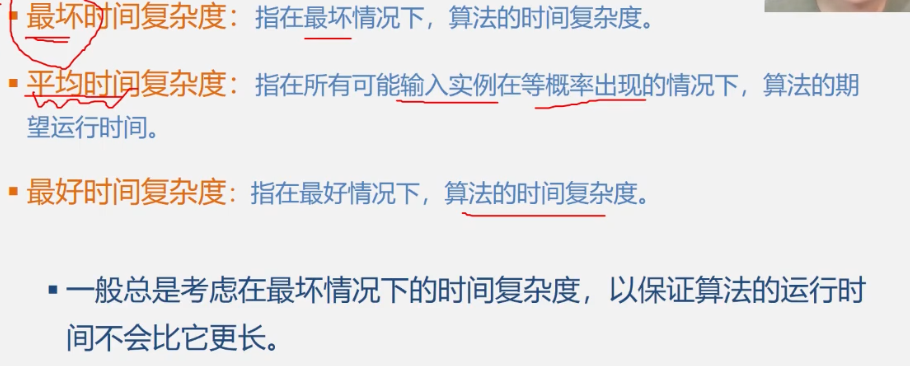 ▪ 最坏时间复杂度：指在最坏情况下，算法的时间复杂度。
▪ 平均时间复杂度：指在所有可能输入实例在等概率出现的情况下，算法的期
望运行时间。
▪ 最好时间复杂度：指在最好情况下，算法的时间复杂度。
▪ 一般总是考虑在最坏情况下的时间复杂度，以保证算法的运行时
间不会比它更长。